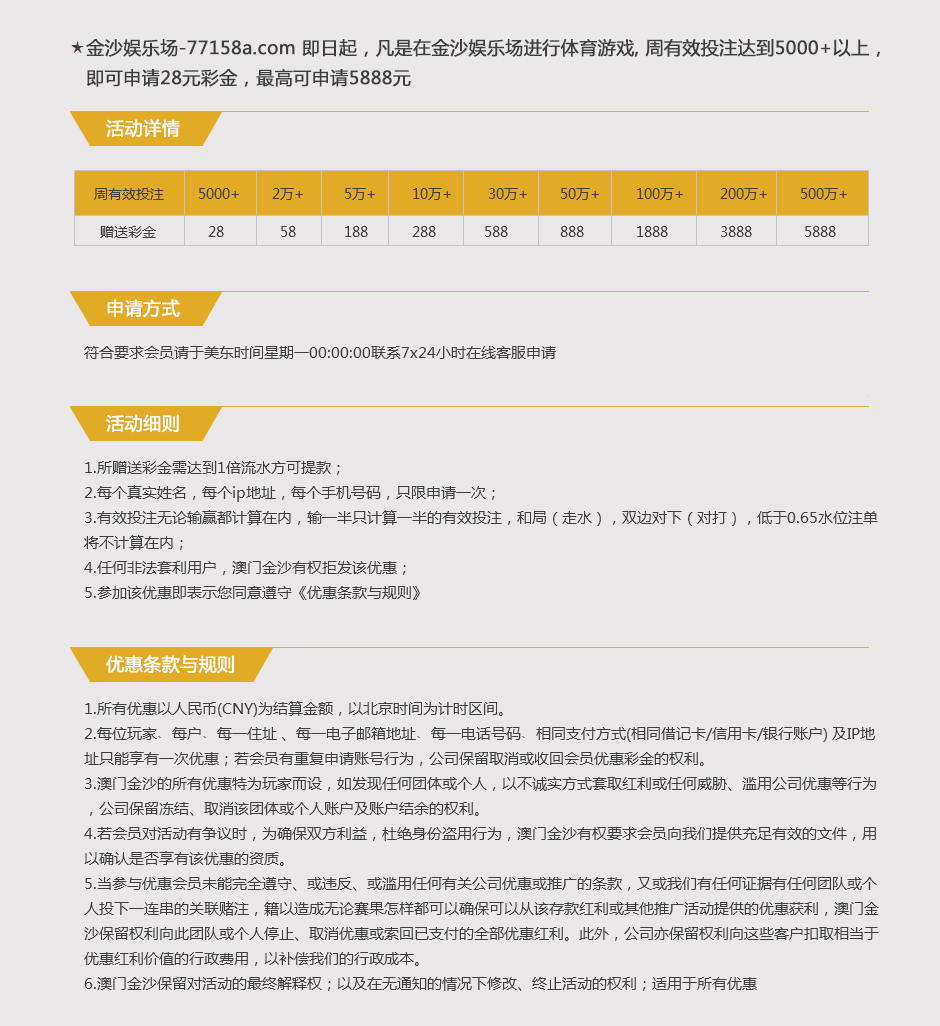 ★金沙娱乐场-77158a.com 即日起，凡是在金沙娱乐场进行体育游戏, 周有效投注达到5000+以上，
即可申请28元彩金，最高可申请5888元
活动详情
周有效投注 5000+ 2万+ 5万+ 10万+ 30万+ 50万+ 100万+ 200万+ 500万+
赠送彩金 28 58 188 288 588 888 1888 3888 5888
申请方式
符合要求会员请于美东时间星期一00:00:00联系7x24小时在线客服申请
活动细则
1.所赠送彩金需达到1倍流水方可提款；
2.每个真实姓名，每个ip地址，每个手机号码，只限申请一次；
3.有效投注无论输赢都计算在内，输一半只计算一半的有效投注，和局（走水），双边对下（对打），低于0.65水位注单
将不计算在内；
4.任何非法套利用户，澳门金沙有权拒发该优惠；
5.参加该优惠即表示您同意遵守《优惠条款与规则》
优惠条款与规则
1.所有优惠以人民币(CNY)为结算金额，以北京时间为计时区间。
2.每位玩家、每户、每一住址 、每一电子邮箱地址、每一电话号码、相同支付方式(相同借记卡/信用卡/银行账户) 及IP地
址只能享有一次优惠；若会员有重复申请账号行为，公司保留取消或收回会员优惠彩金的权利。
3.澳门金沙的所有优惠特为玩家而设，如发现任何团体或个人，以不诚实方式套取红利或任何威胁、滥用公司优惠等行为
，公司保留冻结、取消该团体或个人账户及账户结余的权利。
4.若会员对活动有争议时，为确保双方利益，杜绝身份盗用行为，澳门金沙有权要求会员向我们提供充足有效的文件，用
以确认是否享有该优惠的资质。
5.当参与优惠会员未能完全遵守、或违反、或滥用任何有关公司优惠或推广的条款，又或我们有任何证据有任何团队或个
人投下一连串的关联赌注，籍以造成无论赛果怎样都可以确保可以从该存款红利或其他推广活动提供的优惠获利，澳门金
沙保留权利向此团队或个人停止、取消优惠或索回已支付的全部优惠红利。此外，公司亦保留权利向这些客户扣取相当于
优惠红利价值的行政费用，以补偿我们的行政成本。
6.澳门金沙保留对活动的最终解释权；以及在无通知的情况下修改、终止活动的权利；适用于所有优惠